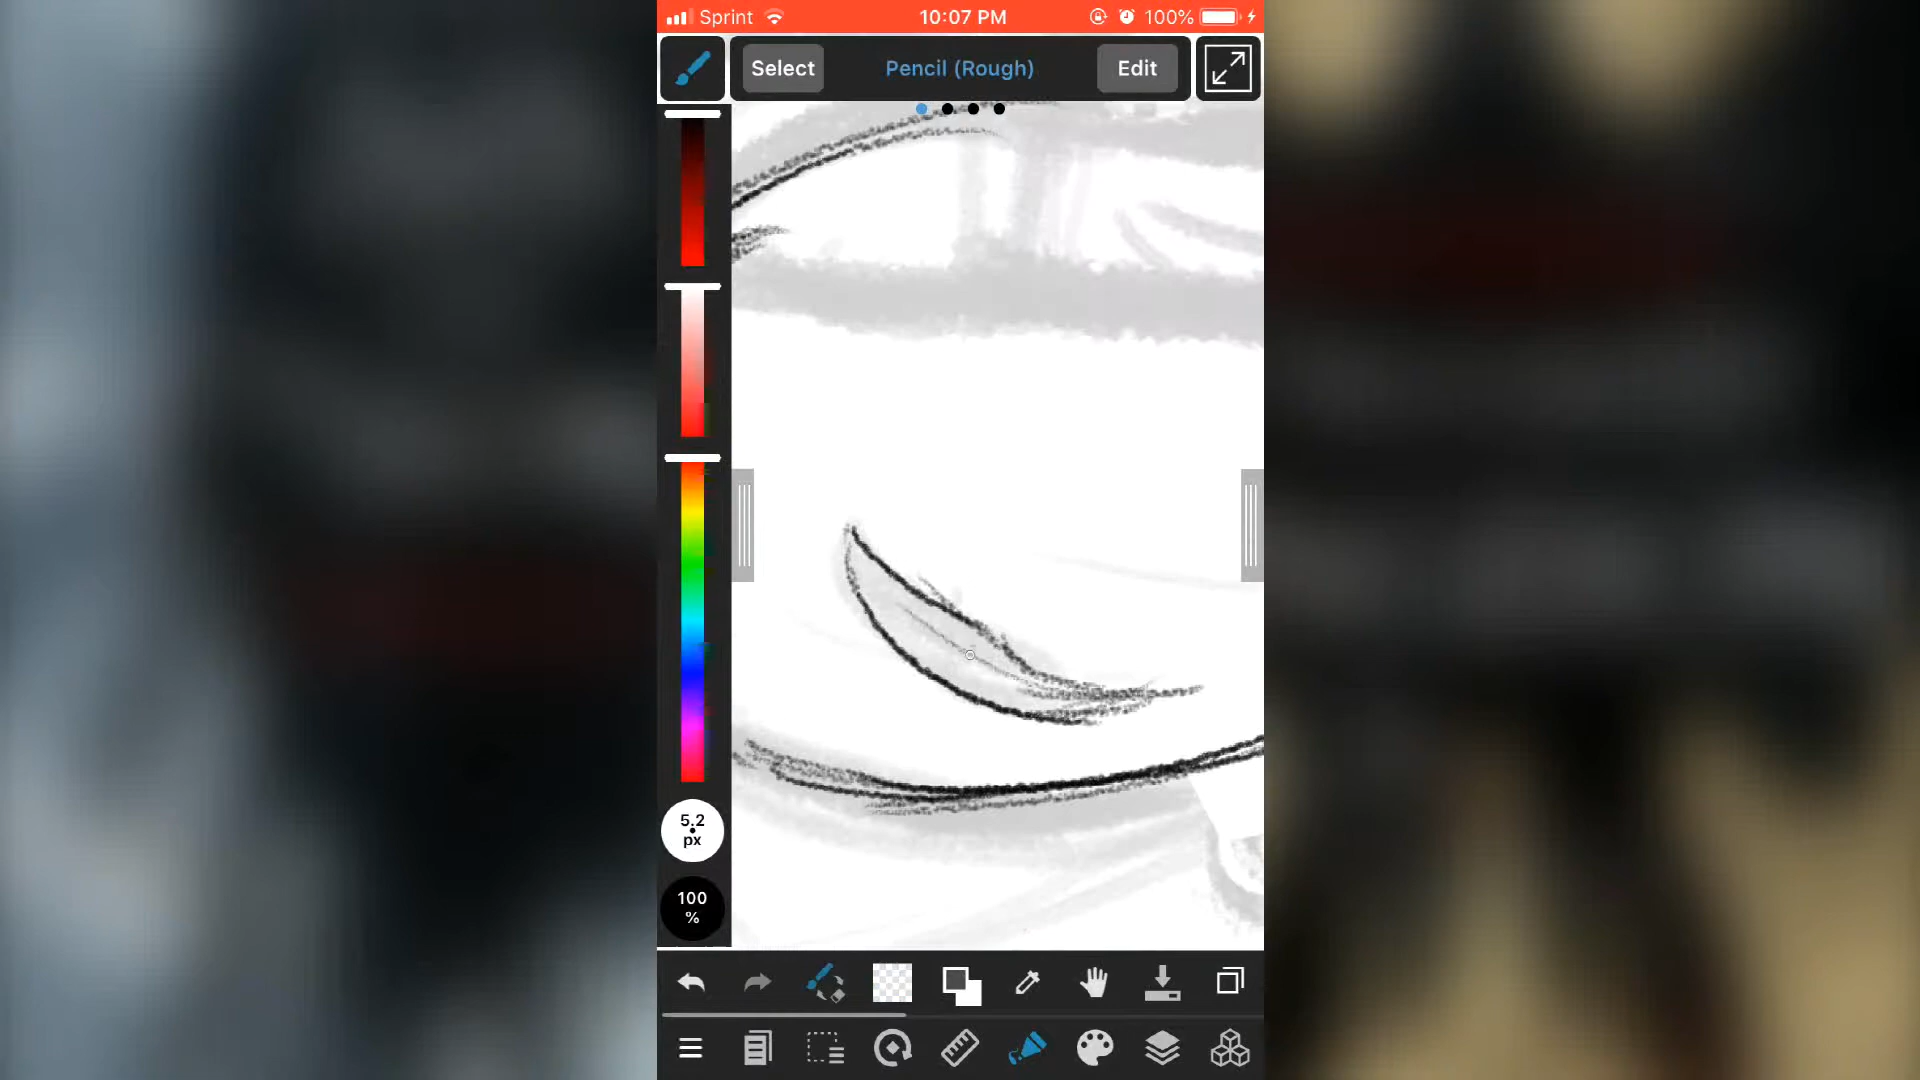 Sprint 10:07 PM 100%
Select Pencil (Rough) Edit
5.2
px
100
%